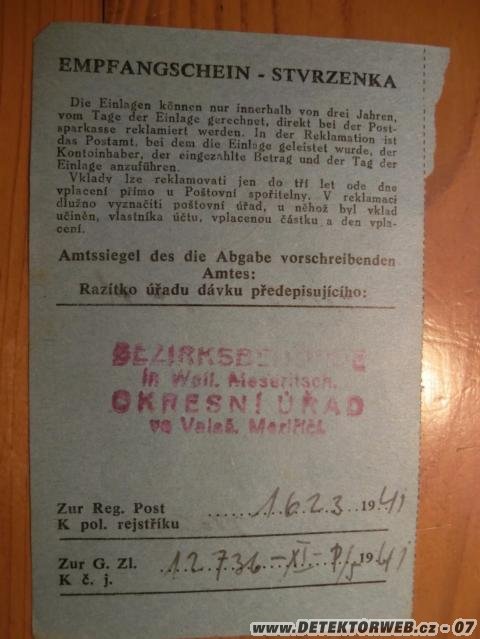 EMPFANGSCHEIN - STVRZENKA
Die Einlagen können nur innerhalb von drei Jahren,
vom Tage der Einlage gerechnet, direkt bei der Post-
sparkasse reklamiert werden. In der Reklamation ist
das Postamt, bei dem die Einlage geleistet wurde, der
Kontoinhaber, der eingezahlte Betrag und der Tag der
Einlage anzuführen.
Vklady lze reklamovati jen do tří let ode dne
vplacení přímo u Poštovní spořitelny. V reklamaci
dlužno vyznačiti poštovní úřad, u něhož byl vklad
učiněn, vlastníka účtu, vplacenou částku a den vpla-
cení.
Amtssiegel des die Abgabe vorschreibenden
Amtes:
Razítko úřadu dávku předepisujícího:
BEZIRKSBEHÖRDE
in Wall. Meseritsch.
OKRESNÍ ÚŘAD
ve Valaš. Meziříčí.
Zur Reg. Post 1623 1941
K pol. rejstříku
Zur G. Zl. 12.736-XI- 1941
K č. j.
www.DETEKTORWEB.cz - 07